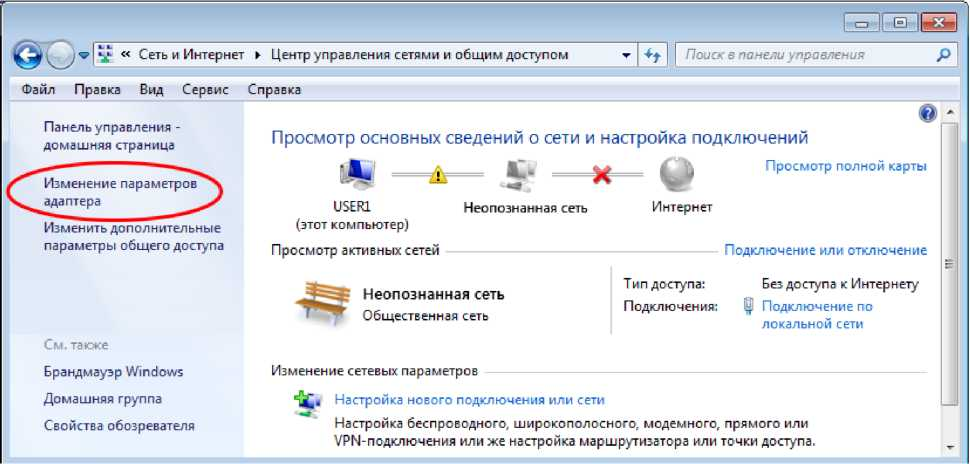 « Сеть и Интернет ▸ Центр управления сетями и общим доступом
Поиск в панели управления
Файл Правка Вид Сервис Справка
Панель управления -
домашняя страница
Изменение параметров
адаптера
Изменить дополнительные
параметры общего доступа
См. также
Брандмауэр Windows
Домашняя группа
Свойства обозревателя
Просмотр основных сведений о сети и настройка подключений
Просмотр полной карты
USER1
(этот компьютер)
Неопознанная сеть
Интернет
Просмотр активных сетей
Подключение или отключение
Неопознанная сеть
Общественная сеть
Тип доступа: Без доступа к Интернету
Подключения: Подключение по
локальной сети
Изменение сетевых параметров
Настройка нового подключения или сети
Настройка беспроводного, широкополосного, модемного, прямого или
VPN-подключения или же настройка маршрутизатора или точки доступа.